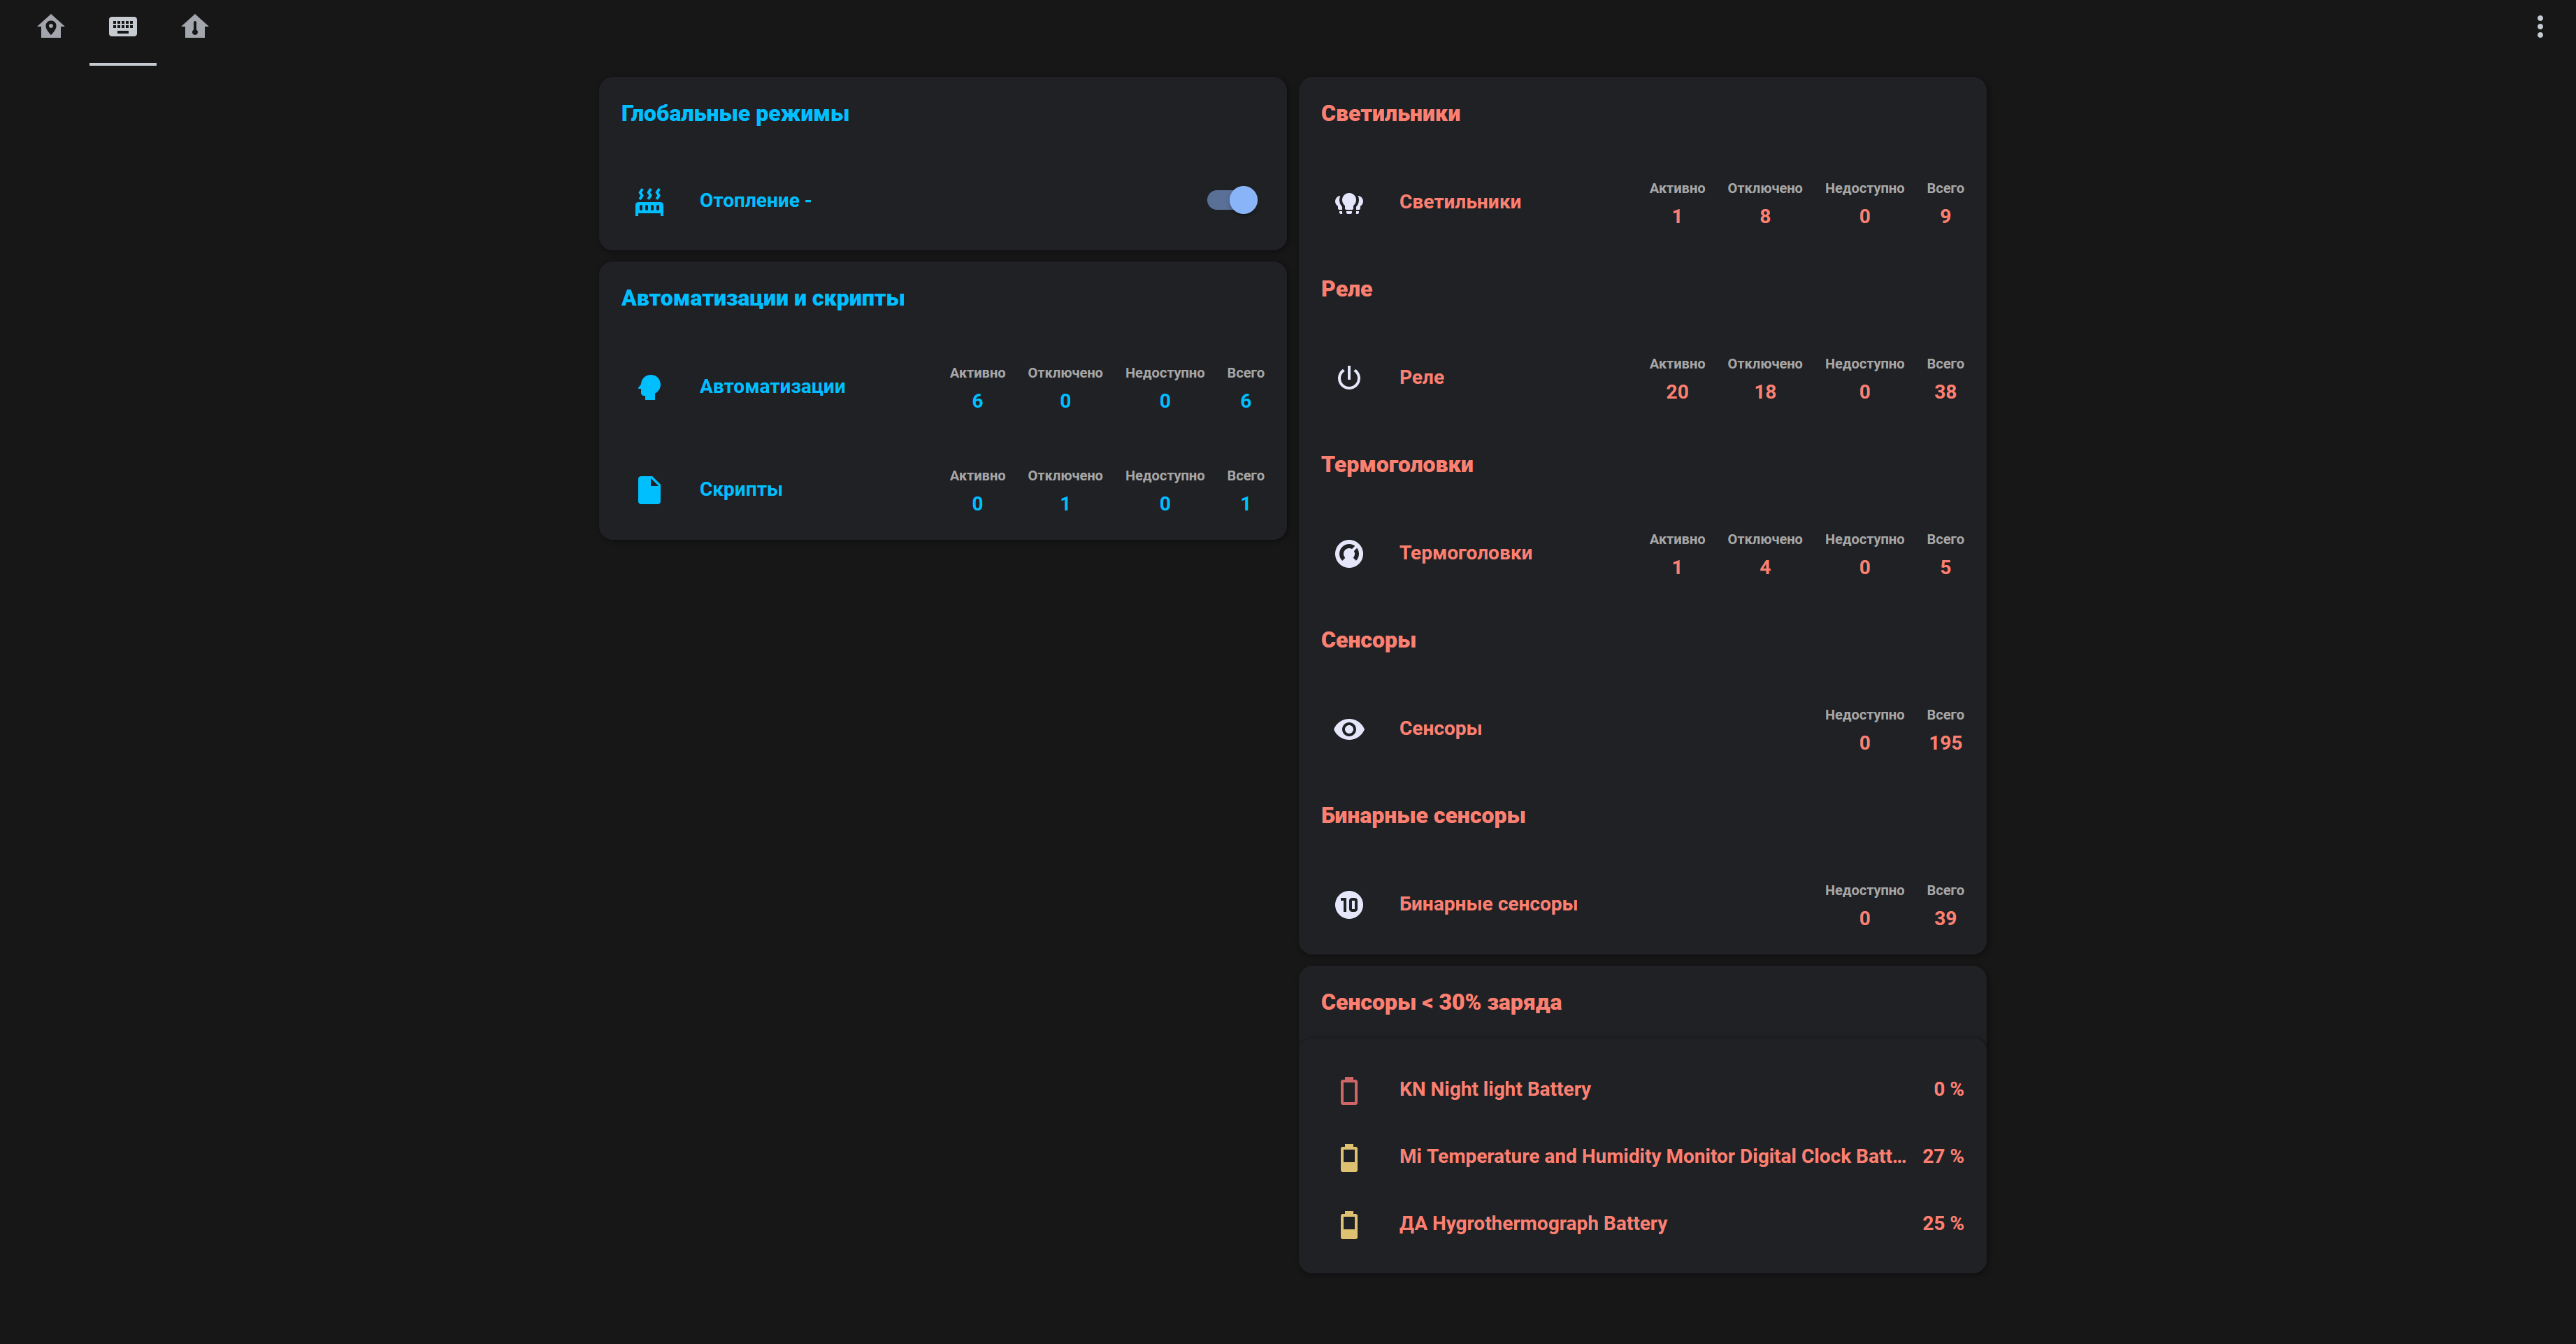 Глобальные режимы
Отопление -
Автоматизации и скрипты
Автоматизации
Активно Отключено Недоступно Всего
6 0 0 6
Скрипты
Активно Отключено Недоступно Всего
0 1 0 1
Светильники
Светильники
Активно Отключено Недоступно Всего
1 8 0 9
Реле
Реле
Активно Отключено Недоступно Всего
20 18 0 38
Термоголовки
Термоголовки
Активно Отключено Недоступно Всего
1 4 0 5
Сенсоры
Сенсоры
Недоступно Всего
0 195
Бинарные сенсоры
10 Бинарные сенсоры
Недоступно Всего
0 39
Сенсоры < 30% заряда
KN Night light Battery 0 %
Mi Temperature and Humidity Monitor Digital Clock Batt... 27 %
ДА Hygrothermograph Battery 25 %